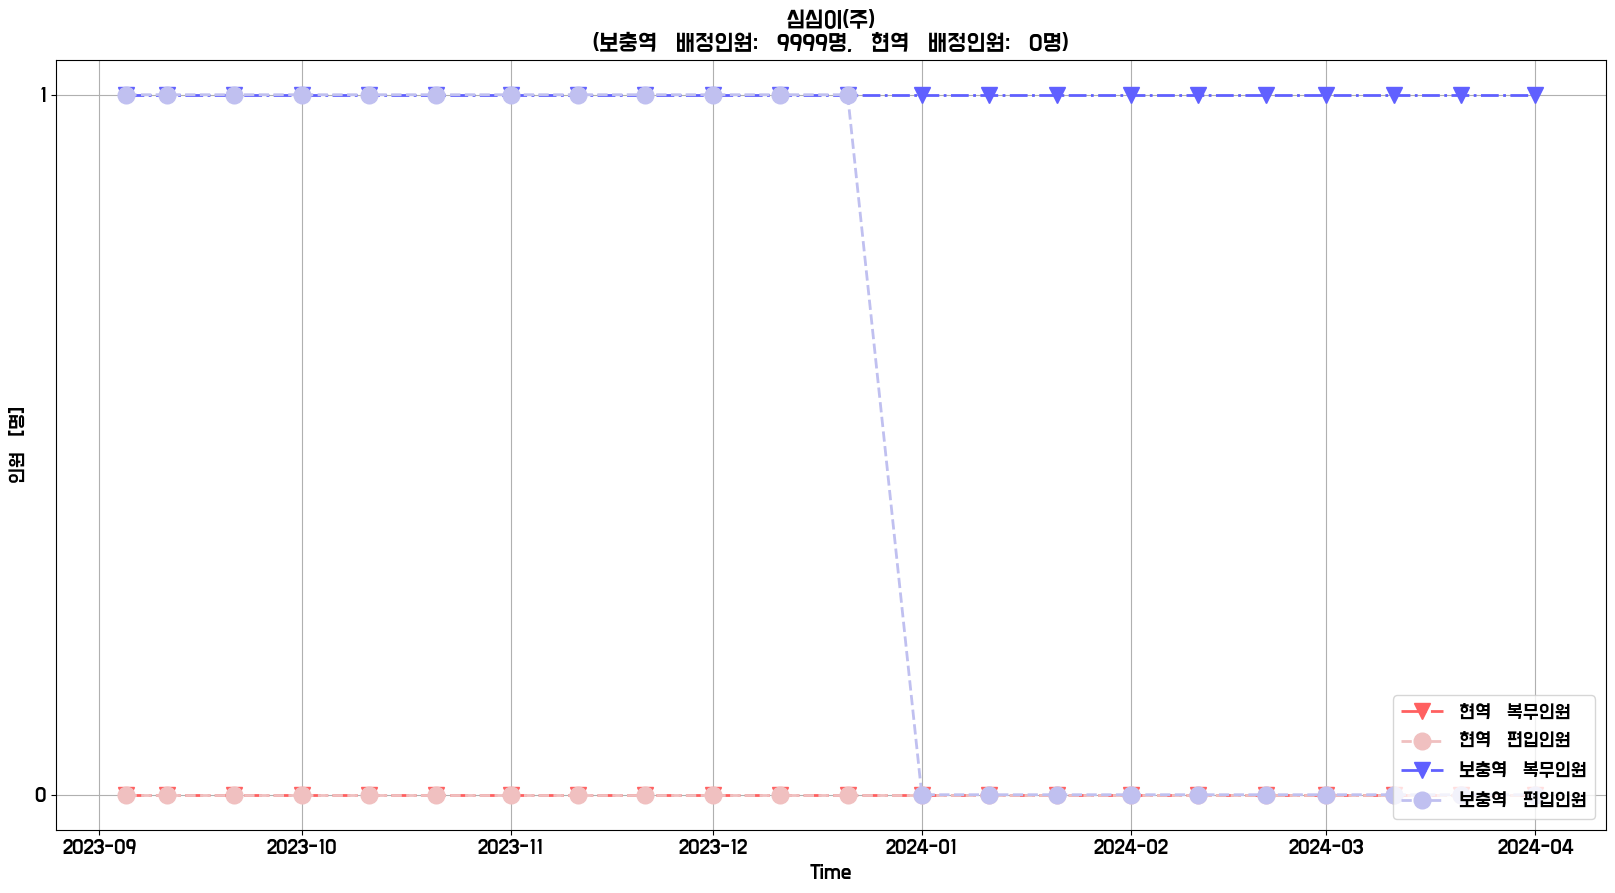 심심이(주)
(보충역 배정인원: 9999명, 현역 배정인원: 0명)
1
0
인원 [명]
2023-09 2023-10 2023-11 2023-12 2024-01 2024-02 2024-03 2024-04
Time
현역 복무인원
현역 편입인원
보충역 복무인원
보충역 편입인원